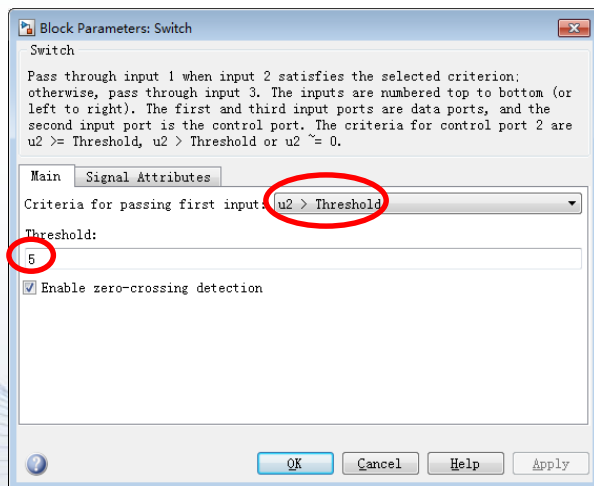 Block Parameters: Switch
Switch
Pass through input 1 when input 2 satisfies the selected criterion;
otherwise, pass through input 3. The inputs are numbered top to bottom (or
left to right). The first and third input ports are data ports, and the
second input port is the control port. The criteria for control port 2 are
u2 >= Threshold, u2 > Threshold or u2 ~= 0.
Main Signal Attributes
Criteria for passing first input: u2 > Threshold
Threshold:
5
Enable zero-crossing detection
? OK Cancel Help Apply